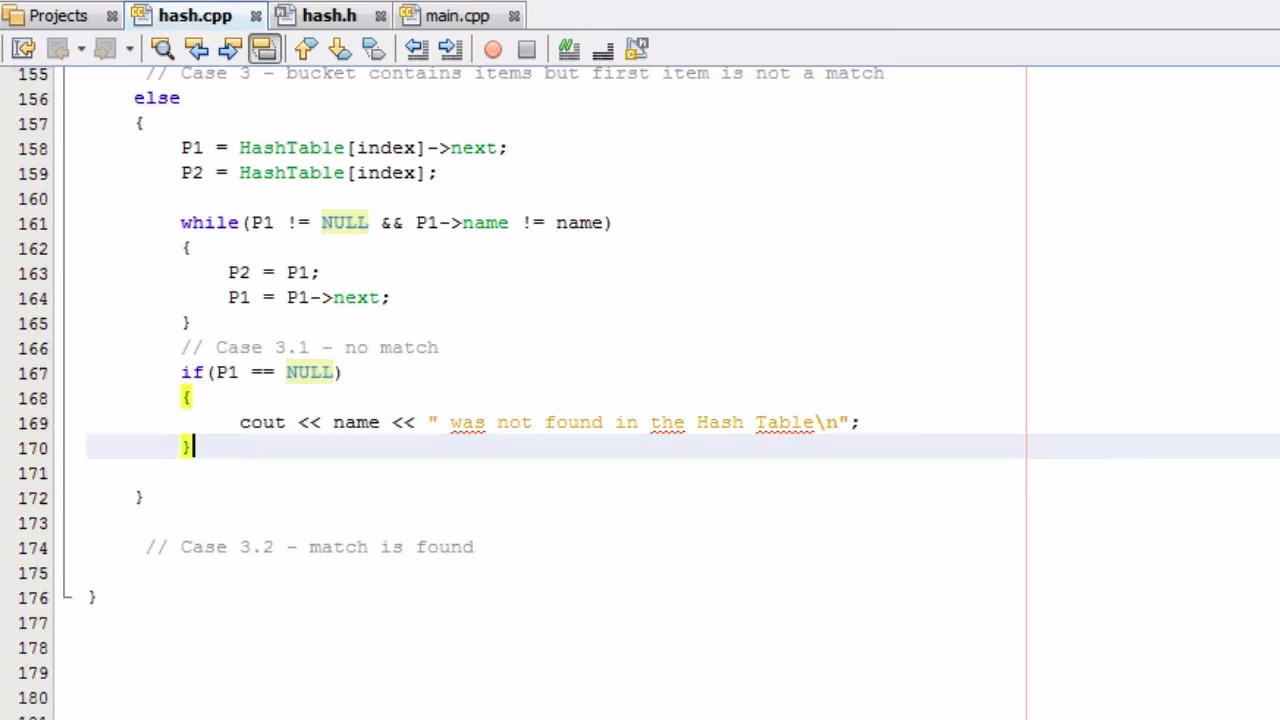 Projects hash.cpp hash.h main.cpp
155 // Case 3 - bucket contains items but first item is not a match
156 else
157 {
158 P1 = HashTable[index]->next;
159 P2 = HashTable[index];
160
161 while(P1 != NULL && P1->name != name)
162 {
163 P2 = P1;
164 P1 = P1->next;
165 }
166 // Case 3.1 - no match
167 if(P1 == NULL)
168 {
169 cout << name << " was not found in the Hash Table\n";
170 }
171
172 }
173
174 // Case 3.2 - match is found
175
176 }
177
178
179
180